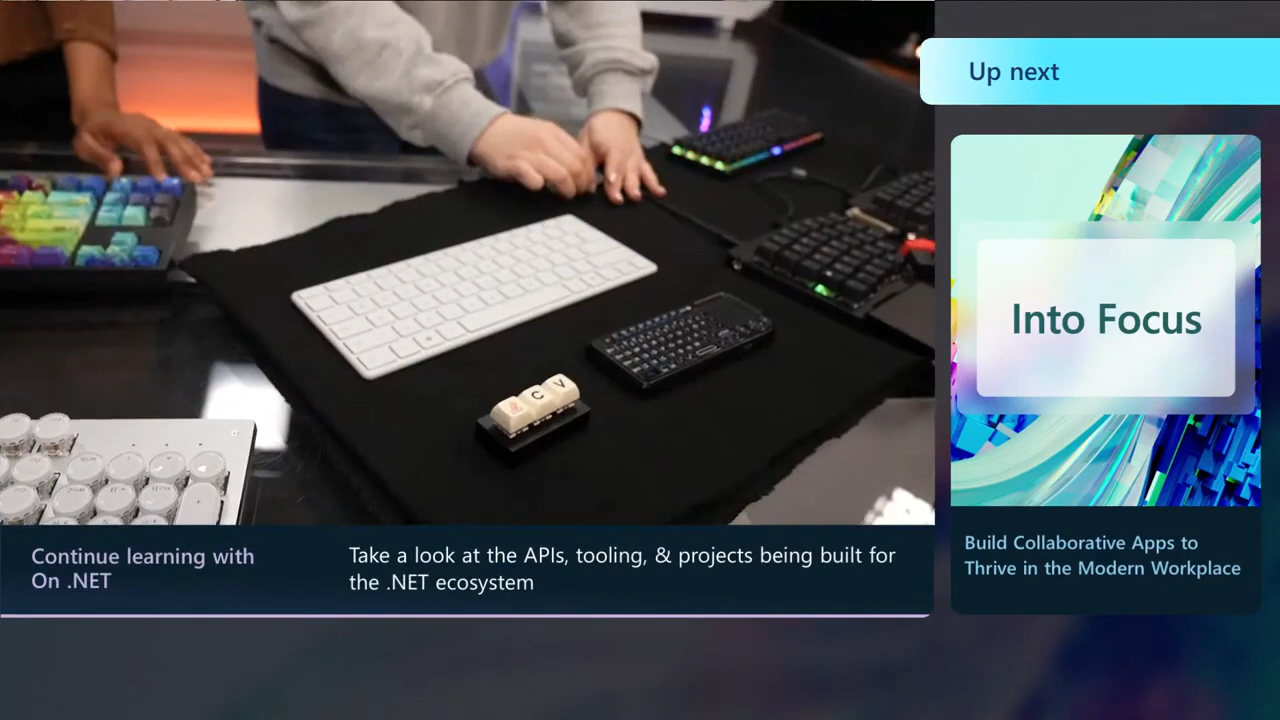 Up next
Into Focus
C
V
Continue learning with
On .NET
Take a look at the APIs, tooling, & projects being built for
the .NET ecosystem
Build Collaborative Apps to
Thrive in the Modern Workplace